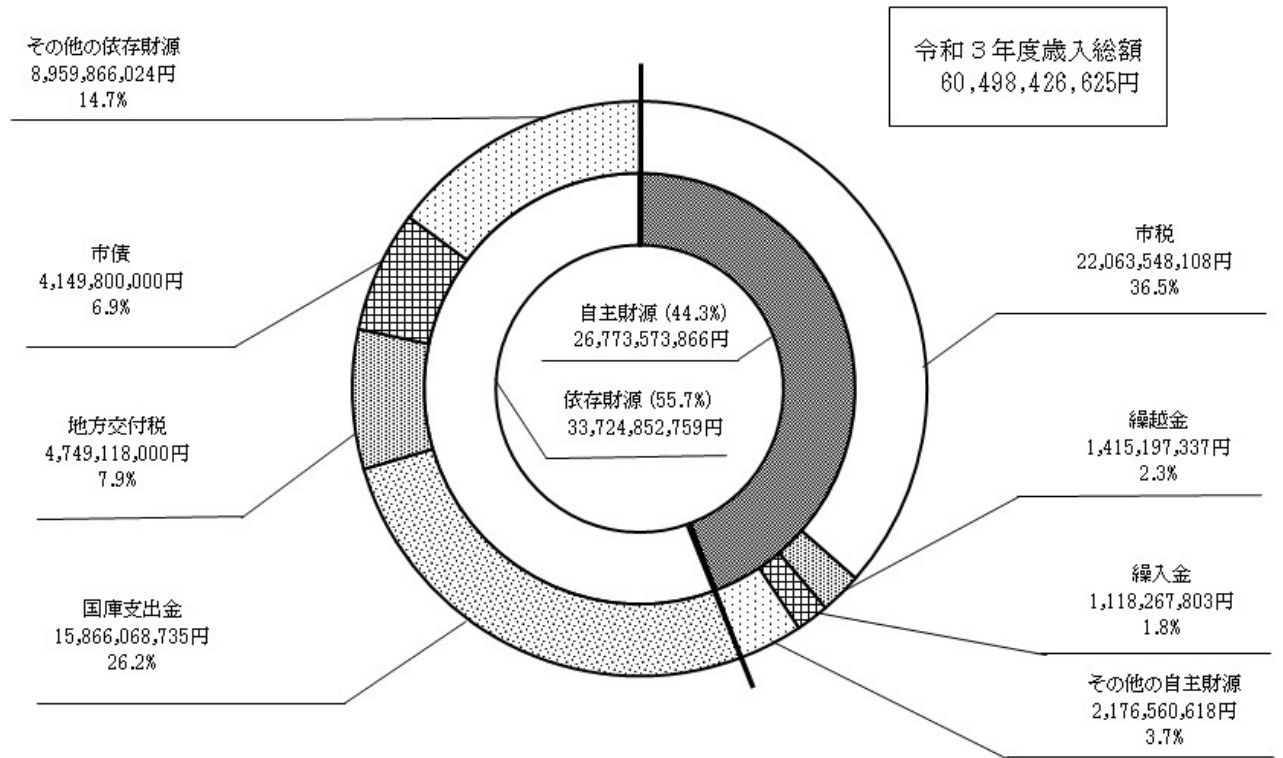 令和3年度歳入総額
60,498,426,625円
その他の依存財源
8,959,866,024円
14.7%
市債
4,149,800,000円
6.9%
地方交付税
4,749,118,000円
7.9%
国庫支出金
15,866,068,735円
26.2%
自主財源(44.3%)
26,773,573,866円
依存財源(55.7%)
33,724,852,759円
市税
22,063,548,108円
36.5%
繰越金
1,415,197,337円
2.3%
繰入金
1,118,267,803円
1.8%
その他の自主財源
2,176,560,618円
3.7%